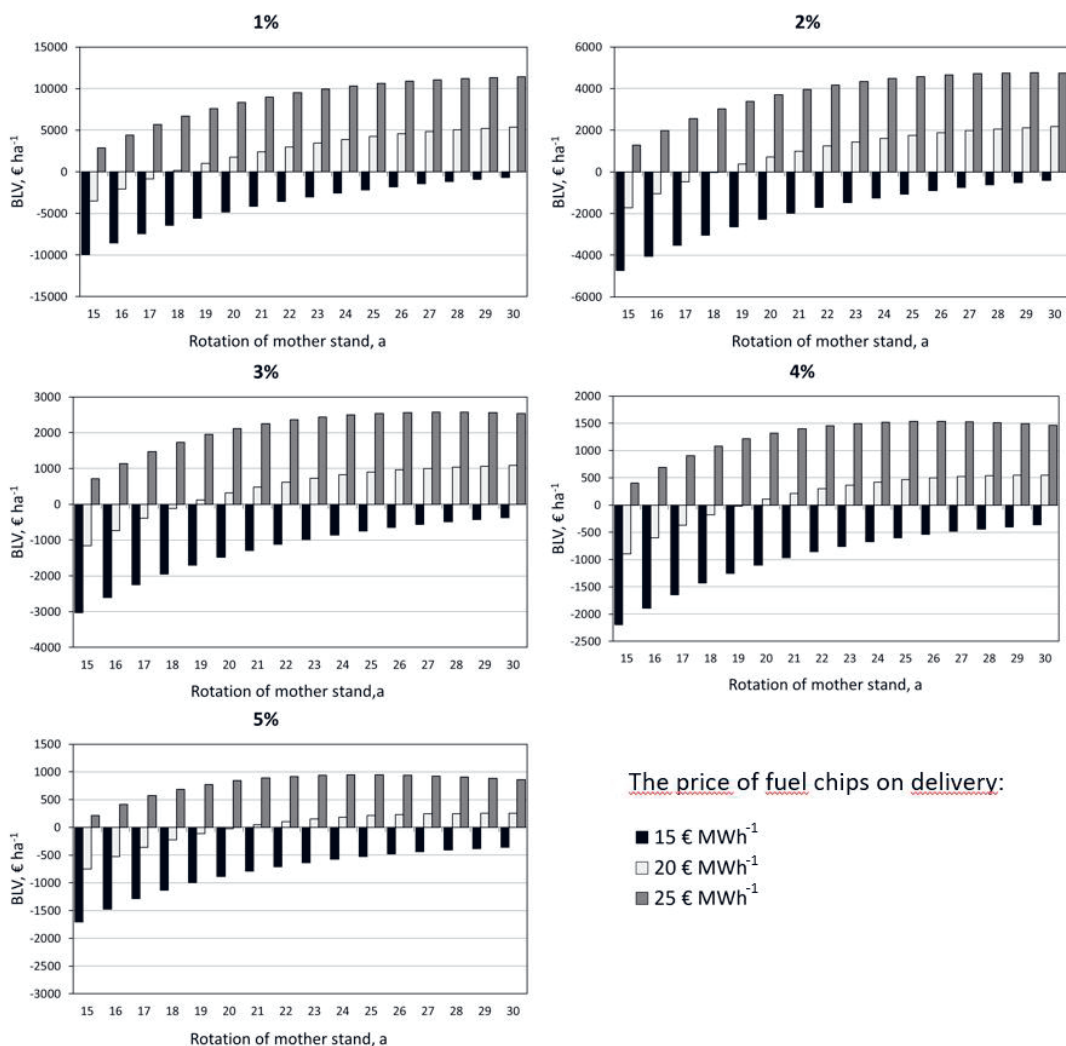 1%
BLV, € ha⁻¹
15000
10000
5000
0
-5000
-10000
-15000
15 16 17 18 19 20 21 22 23 24 25 26 27 28 29 30
Rotation of mother stand, a
2%
BLV, € ha⁻¹
6000
4000
2000
0
-2000
-4000
-6000
15 16 17 18 19 20 21 22 23 24 25 26 27 28 29 30
Rotation of mother stand, a
3%
BLV, € ha⁻¹
3000
2000
1000
0
-1000
-2000
-3000
-4000
15 16 17 18 19 20 21 22 23 24 25 26 27 28 29 30
Rotation of mother stand,a
4%
BLV, € ha⁻¹
2000
1500
1000
500
0
-500
-1000
-1500
-2000
-2500
15 16 17 18 19 20 21 22 23 24 25 26 27 28 29 30
Rotation of mother stand, a
5%
BLV, € ha⁻¹
1500
1000
500
0
-500
-1000
-1500
-2000
-2500
-3000
15 16 17 18 19 20 21 22 23 24 25 26 27 28 29 30
Rotation of mother stand, a
The price of fuel chips on delivery:
15 € MWh⁻¹
20 € MWh⁻¹
25 € MWh⁻¹